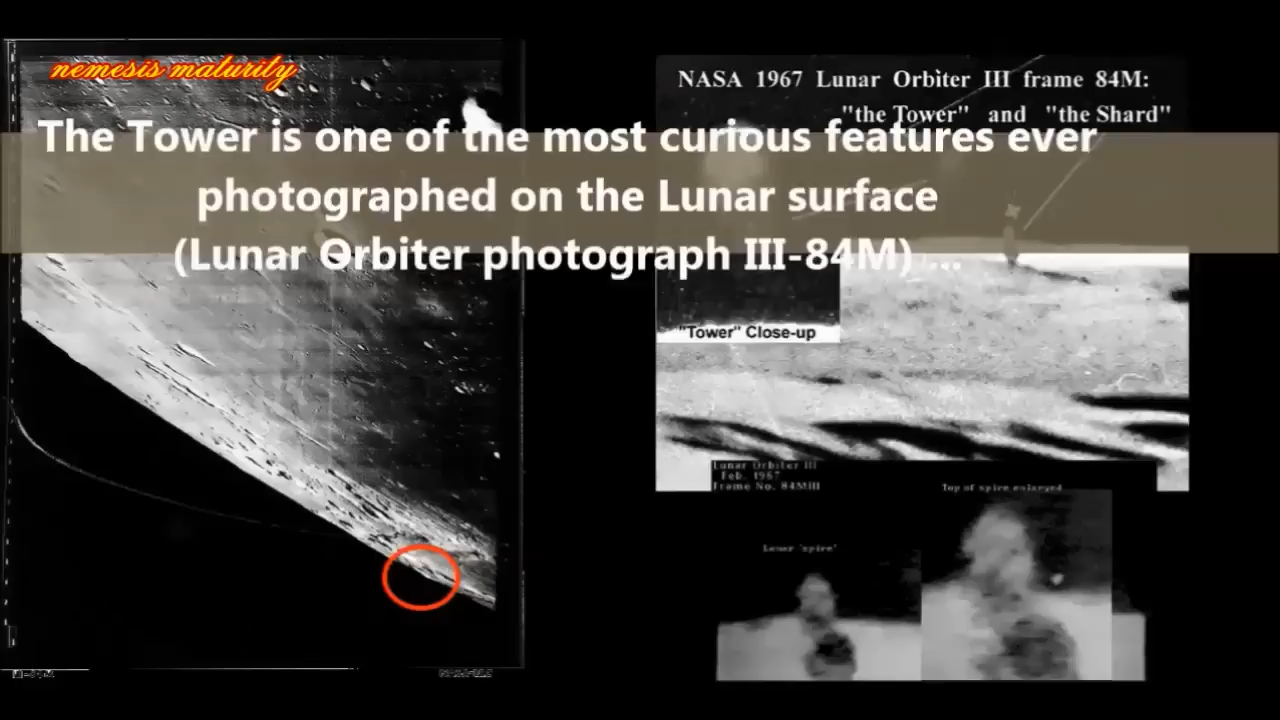 nemesis maturity
The Tower is one of the most curious features ever
photographed on the Lunar surface
(Lunar Orbiter photograph III-84M) ...
NASA 1967 Lunar Orbiter III frame 84M:
"the Tower" and "the Shard"
"Tower" Close-up
Lunar Orbiter III
Feb. 1967
Frame No. 84MIII
Top of spire enlarged
Lunar 'spire'